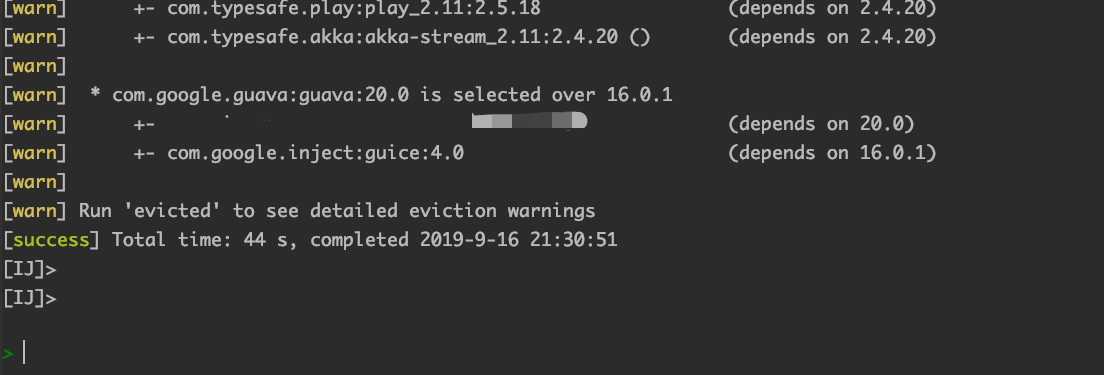 [warn] +- com.typesafe.play:play_2.11:2.5.18 (depends on 2.4.20)
[warn] +- com.typesafe.akka:akka-stream_2.11:2.4.20 () (depends on 2.4.20)
[warn]
[warn] * com.google.guava:guava:20.0 is selected over 16.0.1
[warn] +- (depends on 20.0)
[warn] +- com.google.inject:guice:4.0 (depends on 16.0.1)
[warn]
[warn] Run 'evicted' to see detailed eviction warnings
[success] Total time: 44 s, completed 2019-9-16 21:30:51
[IJ]>
[IJ]>
>